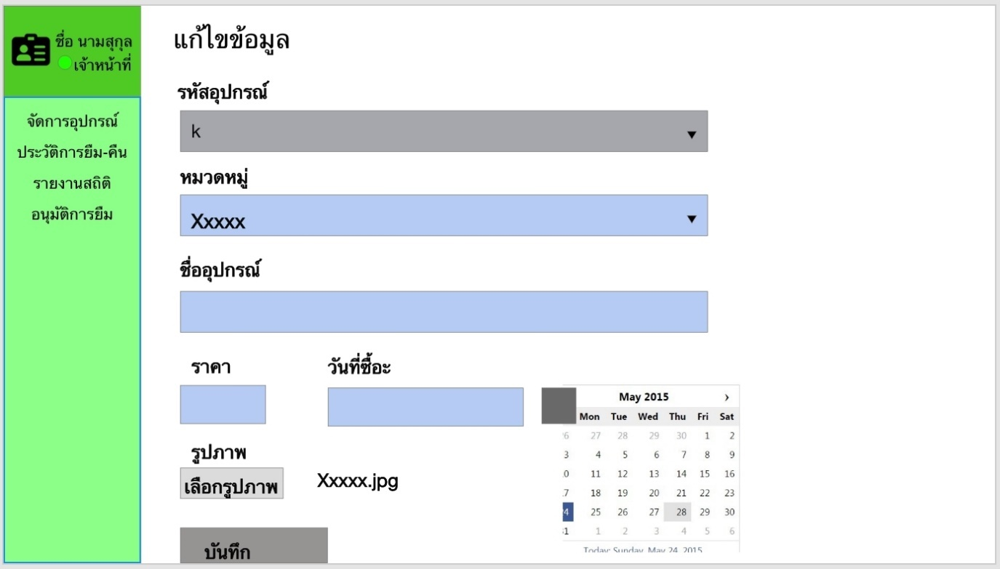 ชื่อ นามสุกุล
เจ้าหน้าที่
จัดการอุปกรณ์
ประวัติการยืม-คืน
รายงานสถิติ
อนุมัติการยืม
แก้ไขข้อมูล
รหัสอุปกรณ์
k
หมวดหมู่
Xxxxx
ชื่ออุปกรณ์
ราคา
วันที่ซื้อะ
รูปภาพ
เลือกรูปภาพ
Xxxxx.jpg
บันทึก
May 2015 ›
Mon Tue Wed Thu Fri Sat
27 28 29 30 1 2
3 4 5 6 7 8 9
11 12 13 14 15 16
18 19 20 21 22 23
25 26 27 28 29 30
1 2 3 4 5 6
Today: Sunday, May 24, 2015